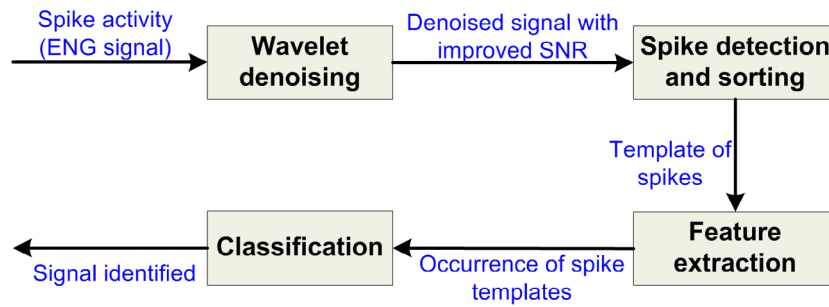 Spike activity
(ENG signal)
Wavelet
denoising
Denoised signal with
improved SNR
Spike detection
and sorting
Template of
spikes
Feature
extraction
Occurrence of spike
templates
Classification
Signal identified